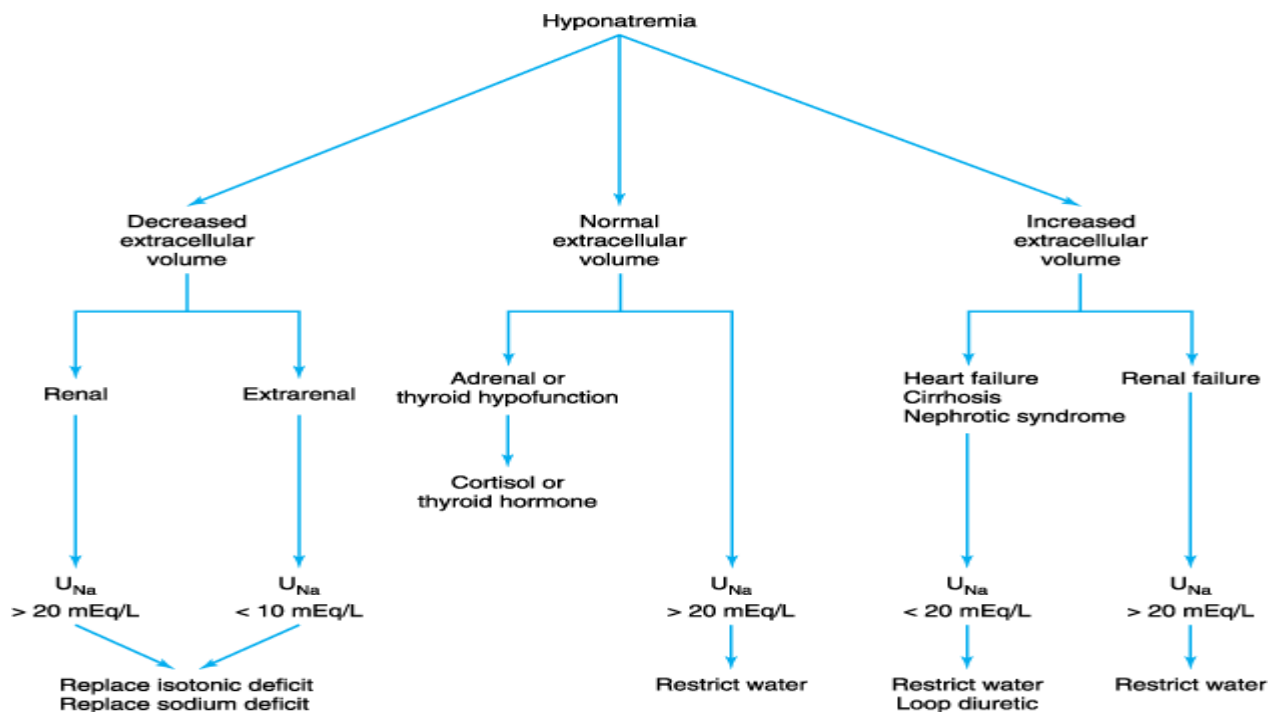 Hyponatremia
Decreased
extracellular
volume
Normal
extracellular
volume
Increased
extracellular
volume
Renal
Extrarenal
Adrenal or
thyroid hypofunction
Cortisol or
thyroid hormone
Heart failure
Cirrhosis
Nephrotic syndrome
Renal failure
UNa
> 20 mEq/L
UNa
< 10 mEq/L
UNa
> 20 mEq/L
UNa
< 20 mEq/L
UNa
> 20 mEq/L
Replace isotonic deficit
Replace sodium deficit
Restrict water
Restrict water
Loop diuretic
Restrict water